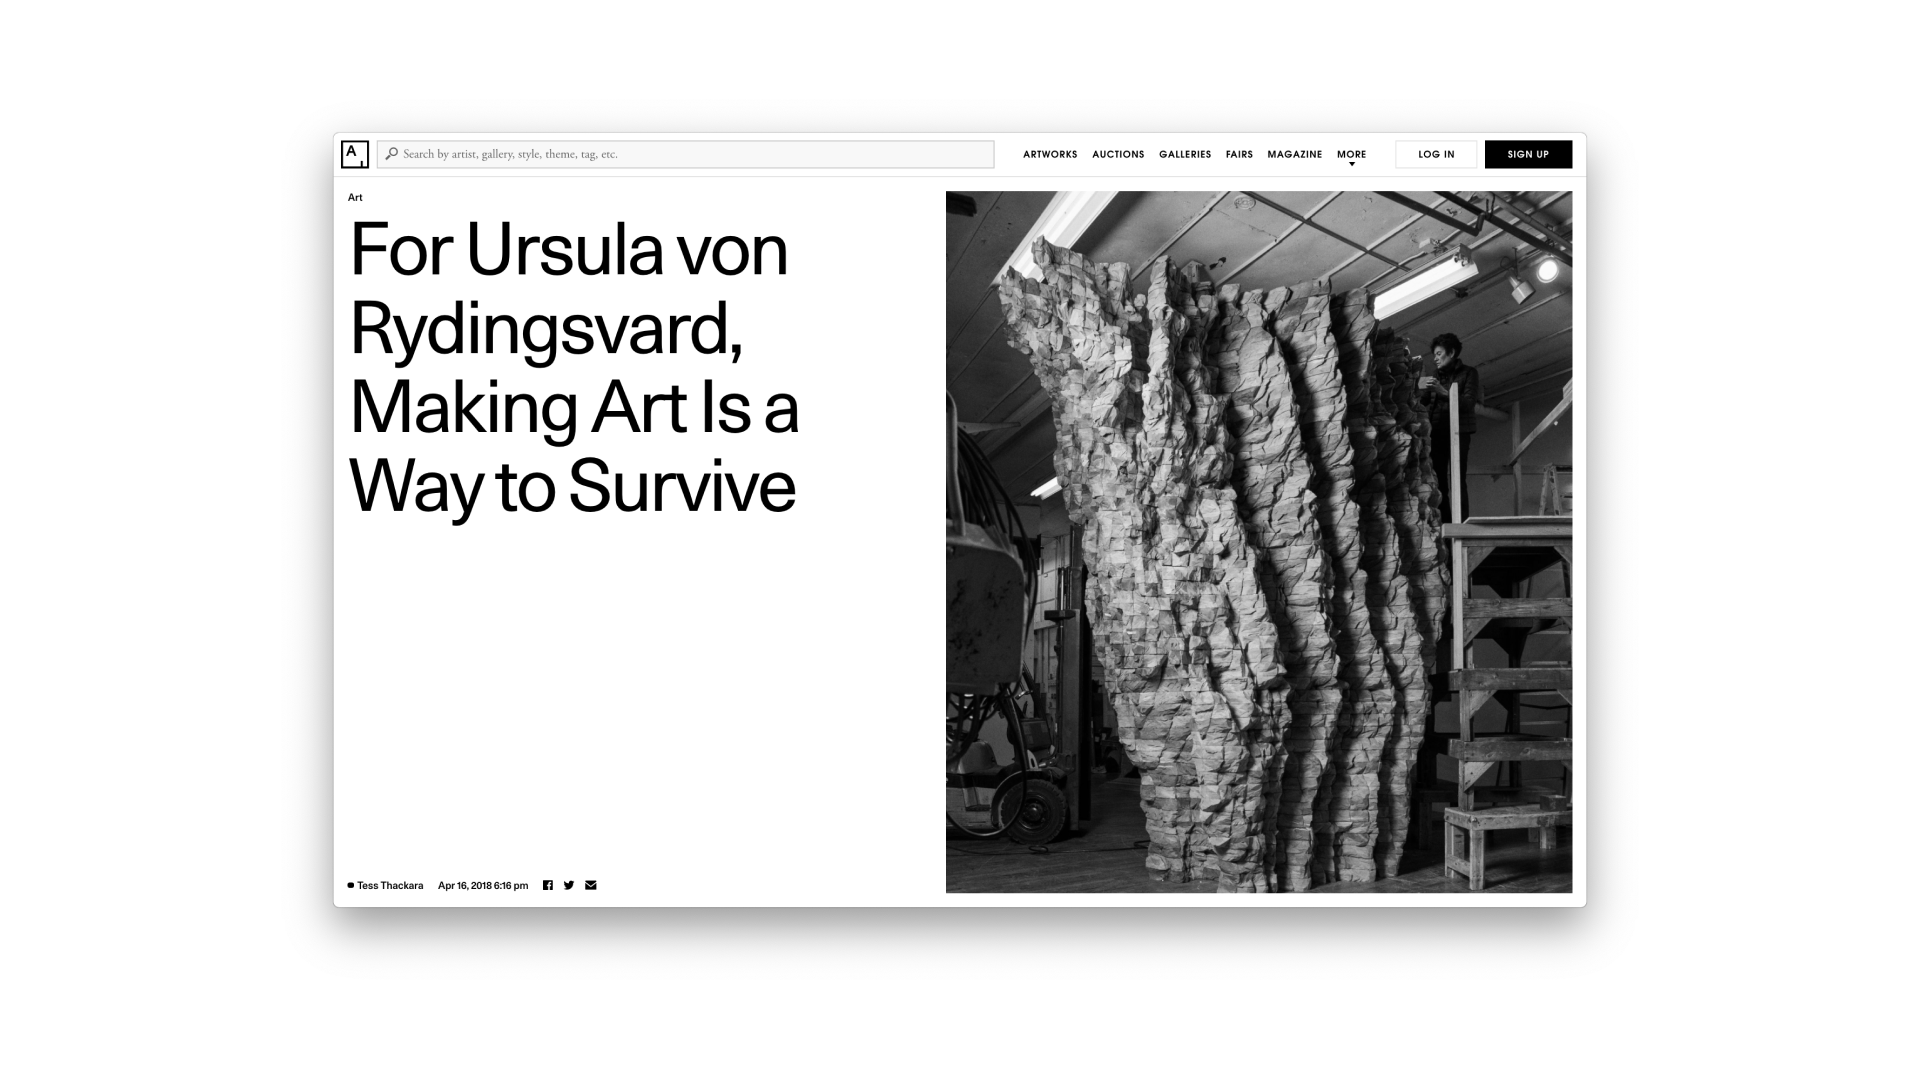 A
Search by artist, gallery, style, theme, tag, etc.
ARTWORKS AUCTIONS GALLERIES FAIRS MAGAZINE MORE
LOG IN
SIGN UP
Art
For Ursula von
Rydingsvard,
Making Art Is a
Way to Survive
Tess Thackara Apr 16, 2018 6:16 pm